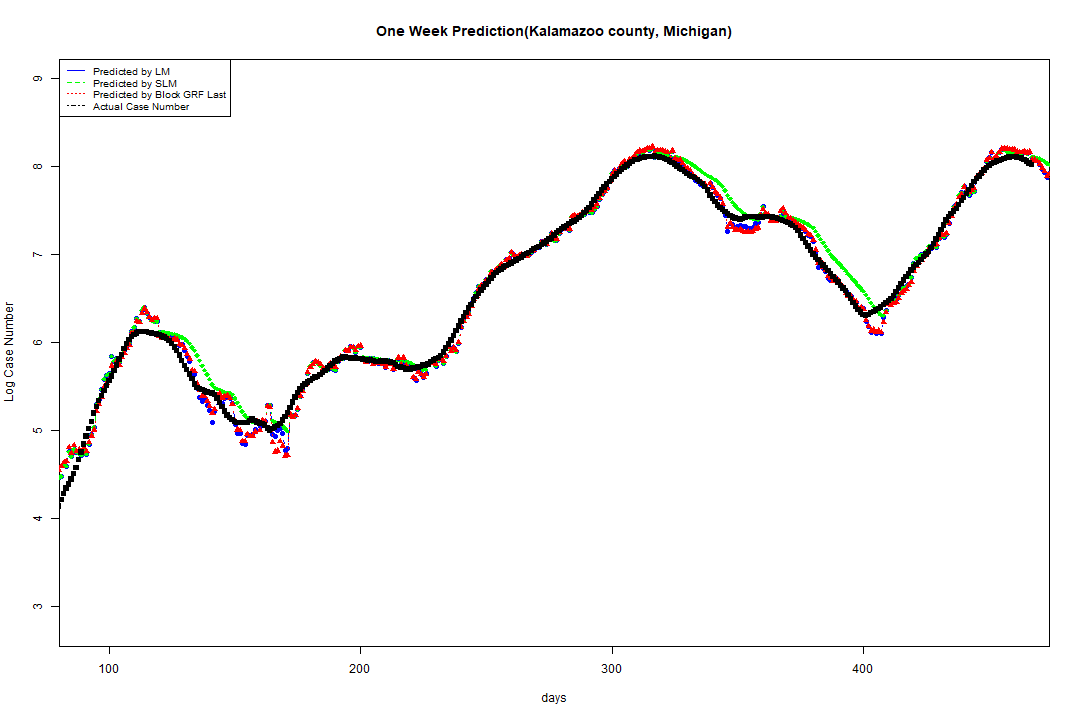 One Week Prediction(Kalamazoo county, Michigan)
Predicted by LM
Predicted by SLM
Predicted by Block GRF Last
Actual Case Number
9
8
7
6
5
4
3
Log Case Number
100 200 300 400
days